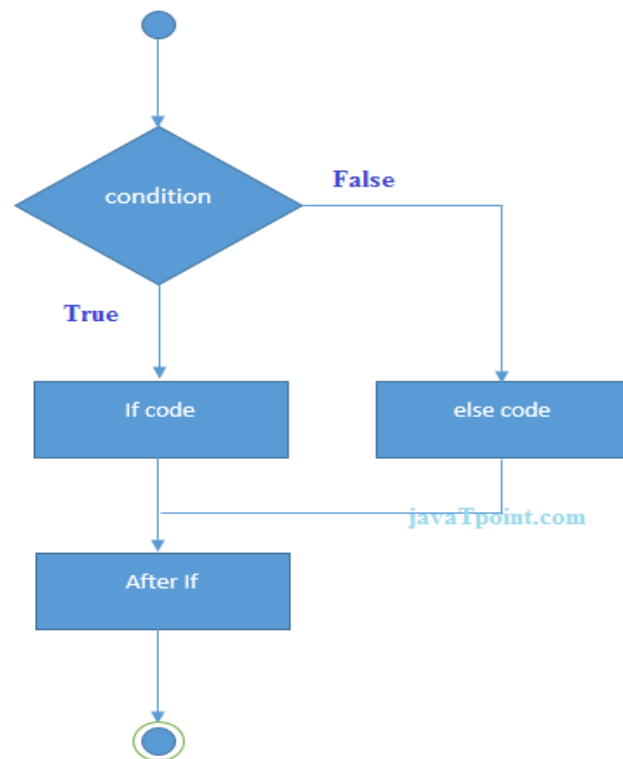 condition
False
True
If code
else code
javaTpoint.com
After If